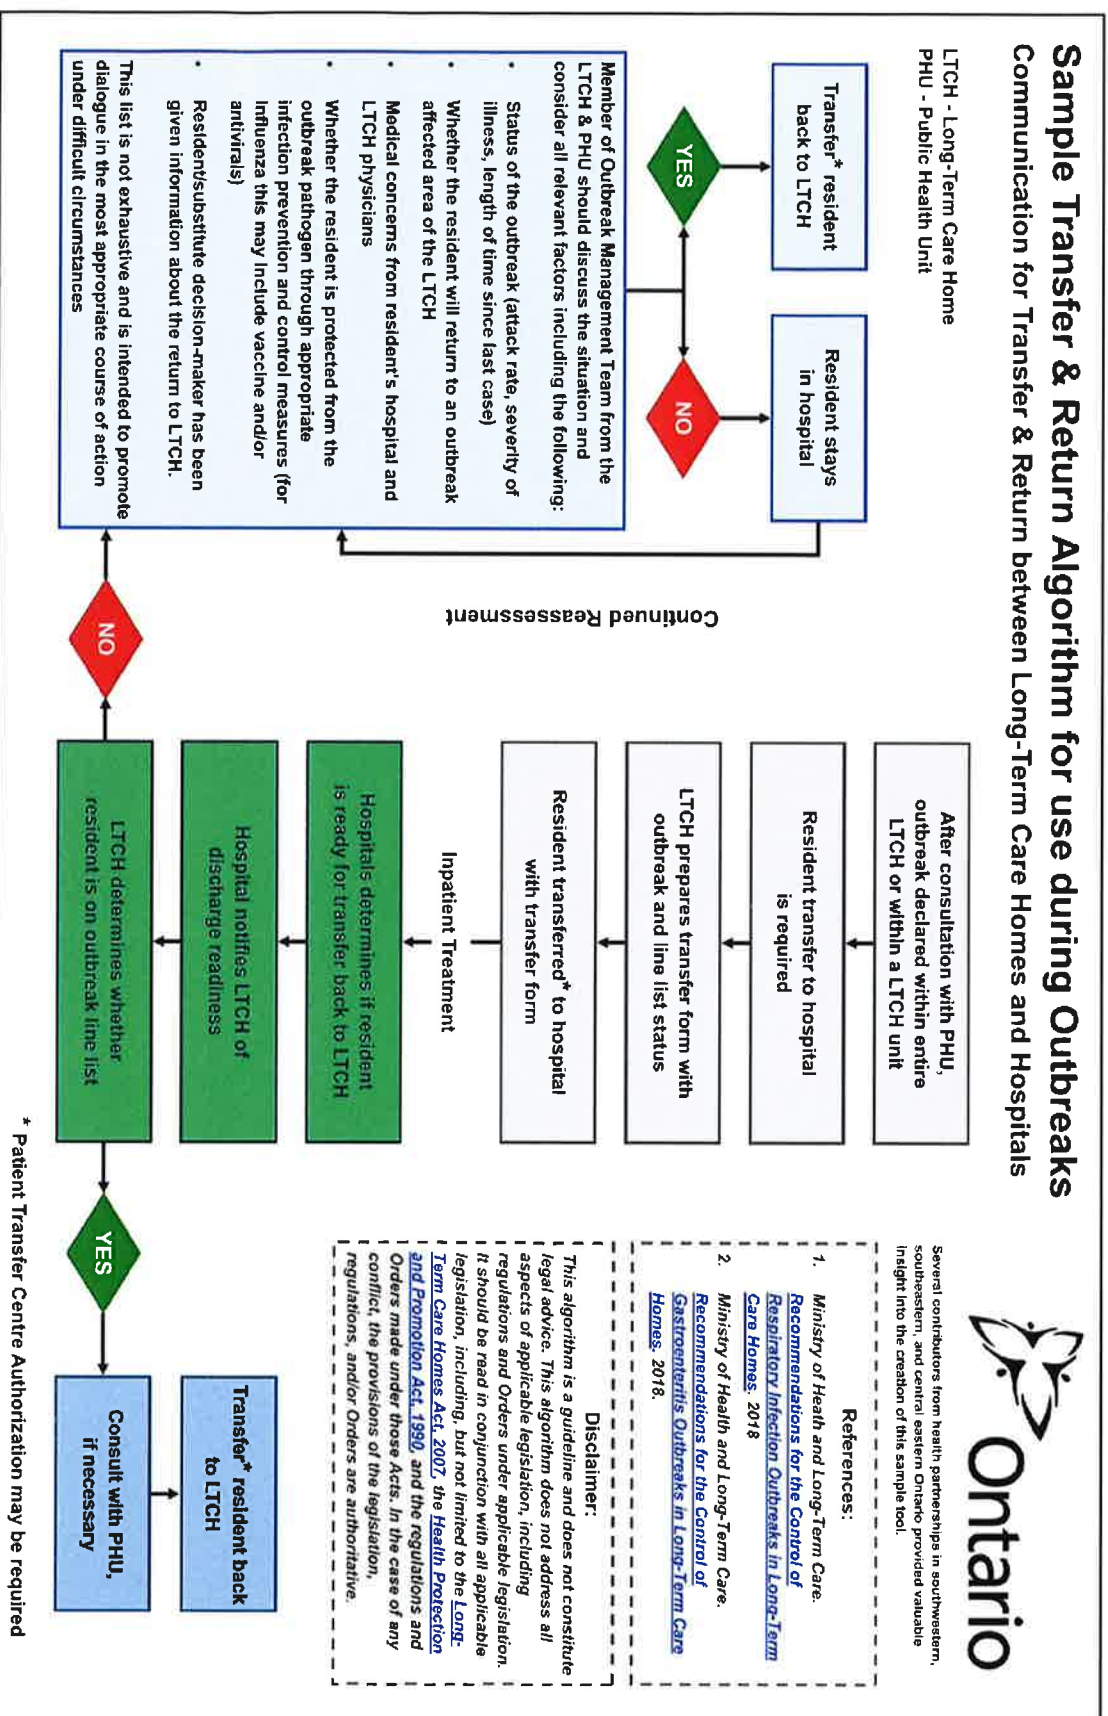 Sample Transfer & Return Algorithm for use during Outbreaks
Communication for Transfer & Return between Long-Term Care Homes and Hospitals
LTCH - Long-Term Care Home
PHU - Public Health Unit
Ontario
Several contributors from health partnerships in southwestern,
southeastern, and central eastern Ontario provided valuable
insight into the creation of this sample tool.
After consultation with PHU,
outbreak declared within entire
LTCH or within a LTCH unit
Resident transfer to hospital
is required
LTCH prepares transfer form with
outbreak and line list status
Resident transferred* to hospital
with transfer form
Inpatient Treatment
Hospitals determines if resident
is ready for transfer back to LTCH
Hospital notifies LTCH of
discharge readiness
LTCH determines whether
resident is on outbreak line list
NO
YES
Consult with PHU,
if necessary
Transfer* resident back
to LTCH
Member of Outbreak Management Team from the
LTCH & PHU should discuss the situation and
consider all relevant factors including the following:
• Status of the outbreak (attack rate, severity of
illness, length of time since last case)
• Whether the resident will return to an outbreak
affected area of the LTCH
• Medical concerns from resident's hospital and
LTCH physicians
• Whether the resident is protected from the
outbreak pathogen through appropriate
infection prevention and control measures (for
influenza this may include vaccine and/or
antivirals)
• Resident/substitute decision-maker has been
given information about the return to LTCH.
This list is not exhaustive and is intended to promote
dialogue in the most appropriate course of action
under difficult circumstances
YES
NO
Transfer* resident
back to LTCH
Resident stays
in hospital
Continued Reassessment
References:
1. Ministry of Heath and Long-Term Care.
Recommendations for the Control of
Respiratory Infection Outbreaks in Long-Term
Care Homes. 2018
2. Ministry of Health and Long-Term Care.
Recommendations for the Control of
Gastroenteritis Outbreaks in Long-Term Care
Homes. 2018.
Disclaimer:
This algorithm is a guideline and does not constitute
legal advice. This algorithm does not address all
aspects of applicable legislation, including
regulations and Orders under applicable legislation.
It should be read in conjunction with all applicable
legislation, including, but not limited to the Long-
Term Care Homes Act, 2007, the Health Protection
and Promotion Act, 1990, and the regulations and
Orders made under those Acts. In the case of any
conflict, the provisions of the legislation,
regulations, and/or Orders are authoritative.
* Patient Transfer Centre Authorization may be required